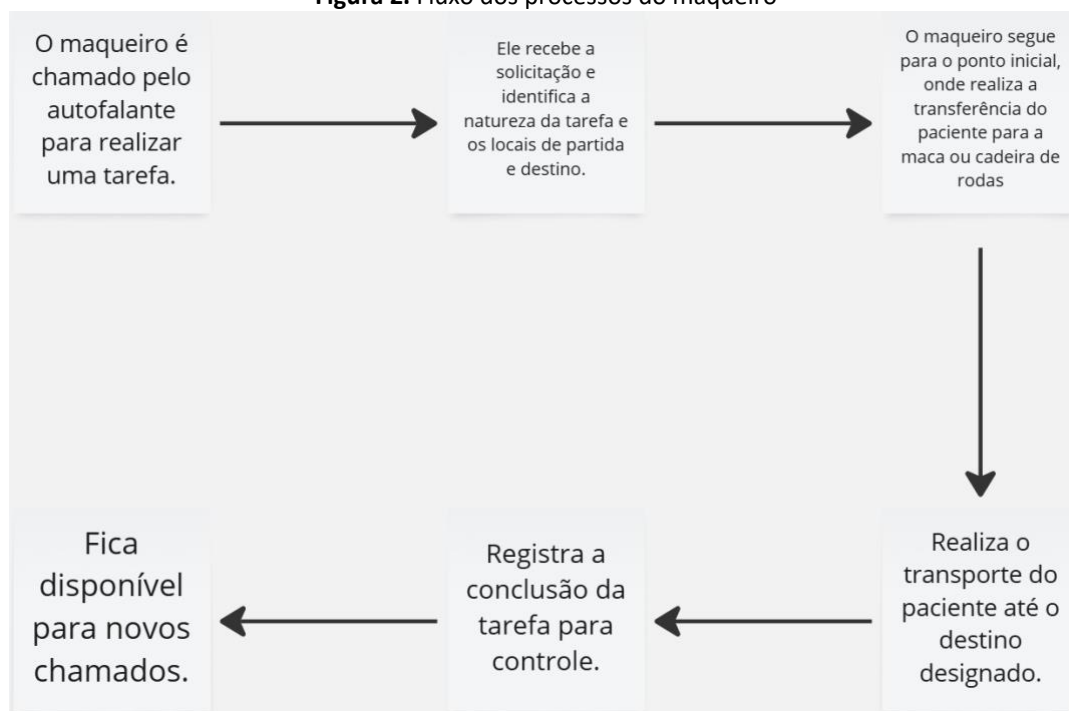 Figura 2. Fluxo dos processos do maqueiro
O maqueiro é
chamado pelo
autofalante
para realizar
uma tarefa.
Ele recebe a
solicitação e
identifica a
natureza da tarefa e
os locais de partida
e destino.
O maqueiro segue
para o ponto inicial,
onde realiza a
transferência do
paciente para a
maca ou cadeira de
rodas
Realiza o
transporte do
paciente até o
destino
designado.
Registra a
conclusão da
tarefa para
controle.
Fica
disponível
para novos
chamados.